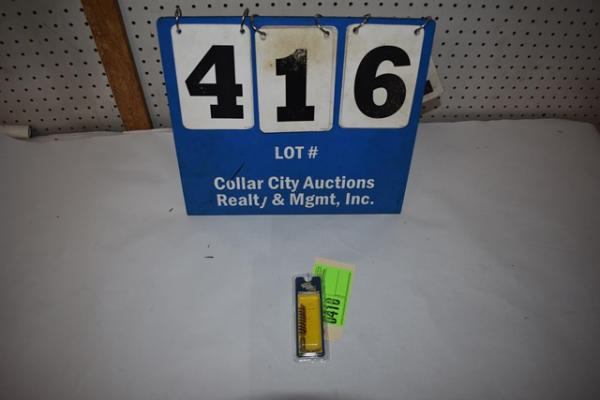 416
LOT #
Collar City Auctions
Realty & Mgmt, Inc.